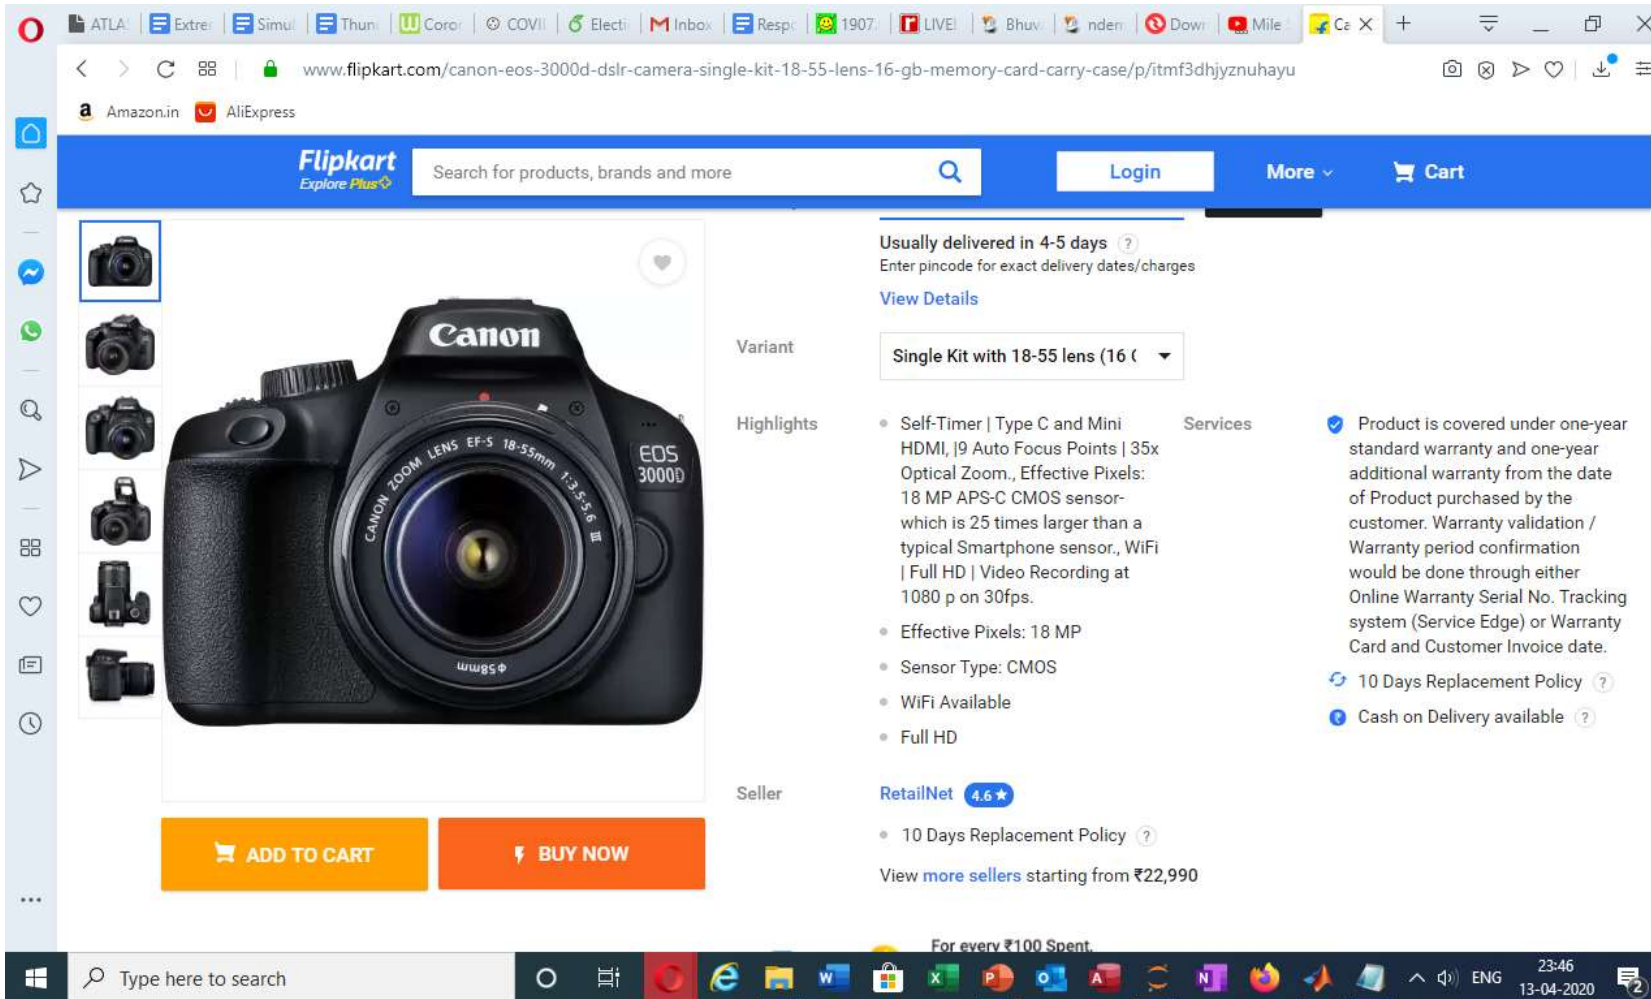 ATLA
Extrer
Simul
Thun
Coror
COVI
Electi
Inbox
Respo
1907.
LIVE!
Bhuv
ndem
Down
Mile
Ca
www.flipkart.com/canon-eos-3000d-dslr-camera-single-kit-18-55-lens-16-gb-memory-card-carry-case/p/itmf3dhjyznuhayu
Amazon.in AliExpress
Flipkart
Explore Plus
Search for products, brands and more
Login
More
Cart
Usually delivered in 4-5 days ?
Enter pincode for exact delivery dates/charges
View Details
Canon
EOS
3000D
CANON ZOOM LENS EF-S 18-55mm 1:3.5-5.6 III
φ58mm
Variant
Single Kit with 18-55 lens (16 (
Highlights
Self-Timer | Type C and Mini
HDMI, |9 Auto Focus Points | 35x
Optical Zoom., Effective Pixels:
18 MP APS-C CMOS sensor-
which is 25 times larger than a
typical Smartphone sensor., WiFi
| Full HD | Video Recording at
1080 p on 30fps.
Effective Pixels: 18 MP
Sensor Type: CMOS
WiFi Available
Full HD
Services
Product is covered under one-year
standard warranty and one-year
additional warranty from the date
of Product purchased by the
customer. Warranty validation /
Warranty period confirmation
would be done through either
Online Warranty Serial No. Tracking
system (Service Edge) or Warranty
Card and Customer Invoice date.
10 Days Replacement Policy ?
Cash on Delivery available ?
Seller
RetailNet 4.6 ★
10 Days Replacement Policy ?
View more sellers starting from ₹22,990
ADD TO CART
BUY NOW
For every ₹100 Spent,
Type here to search
ENG
23:46
13-04-2020
2